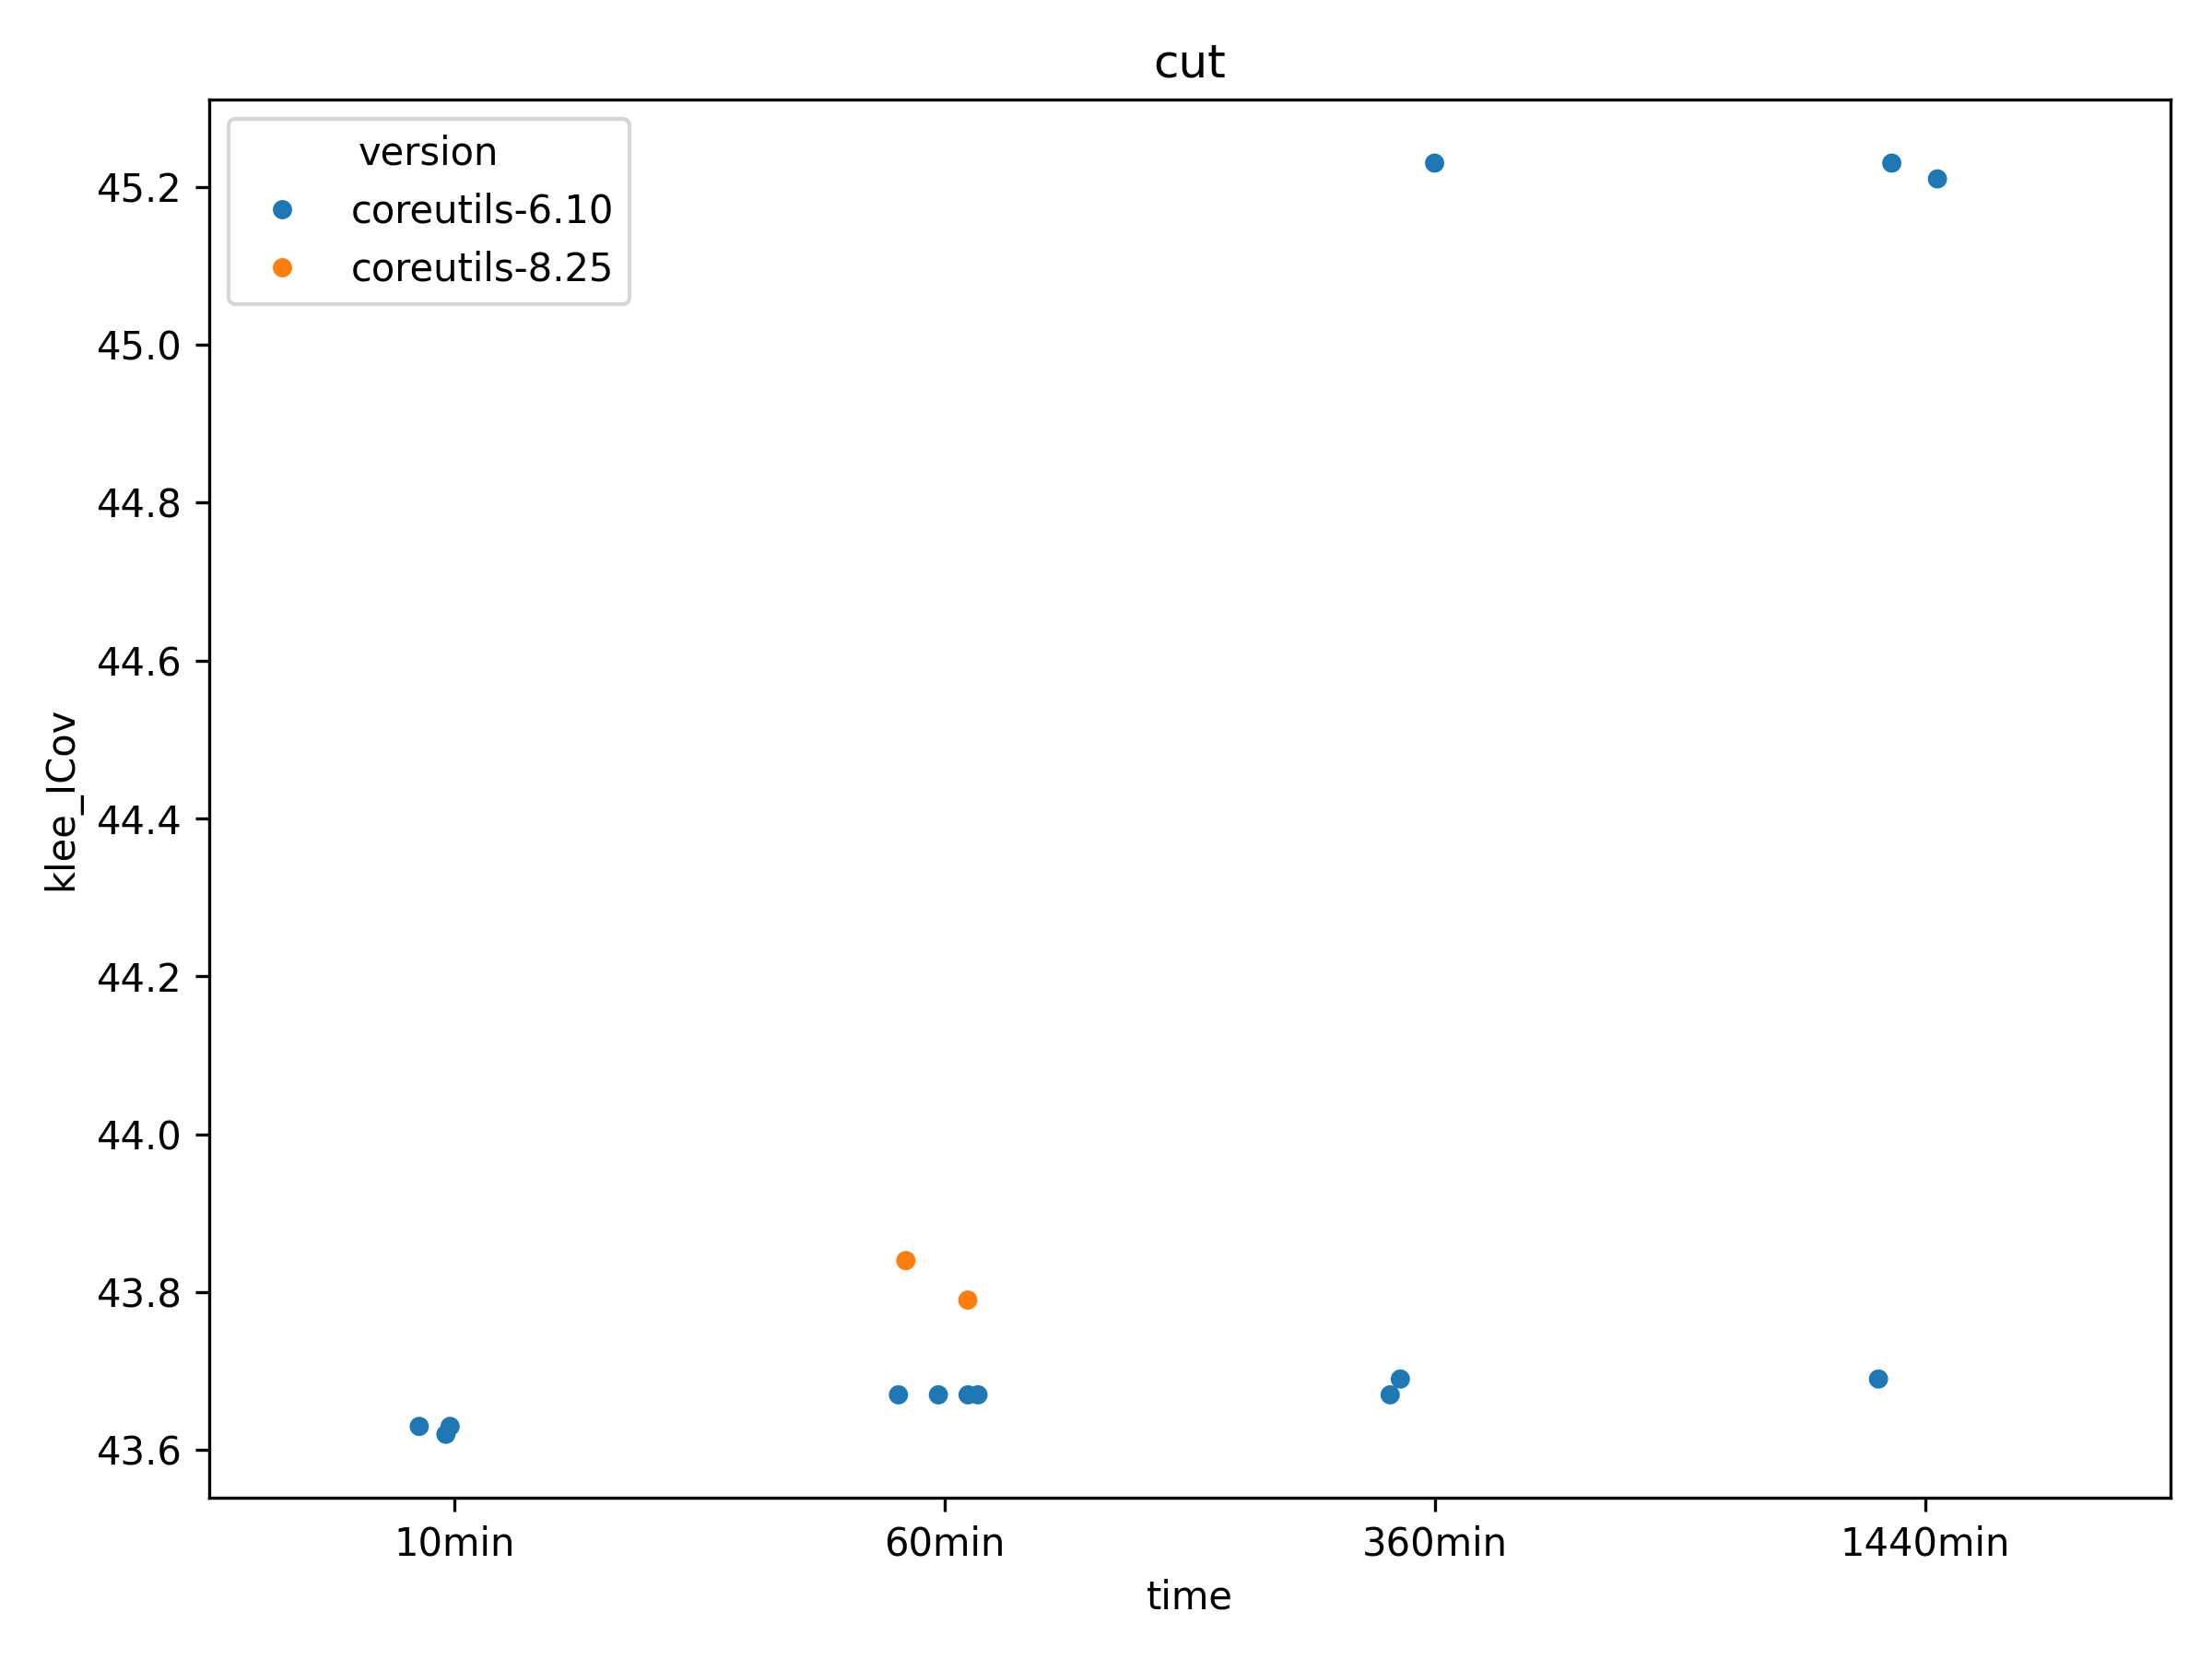 cut
version
coreutils-6.10
coreutils-8.25
45.2
45.0
44.8
44.6
44.4
44.2
44.0
43.8
43.6
klee_ICov
10min
60min
360min
1440min
time